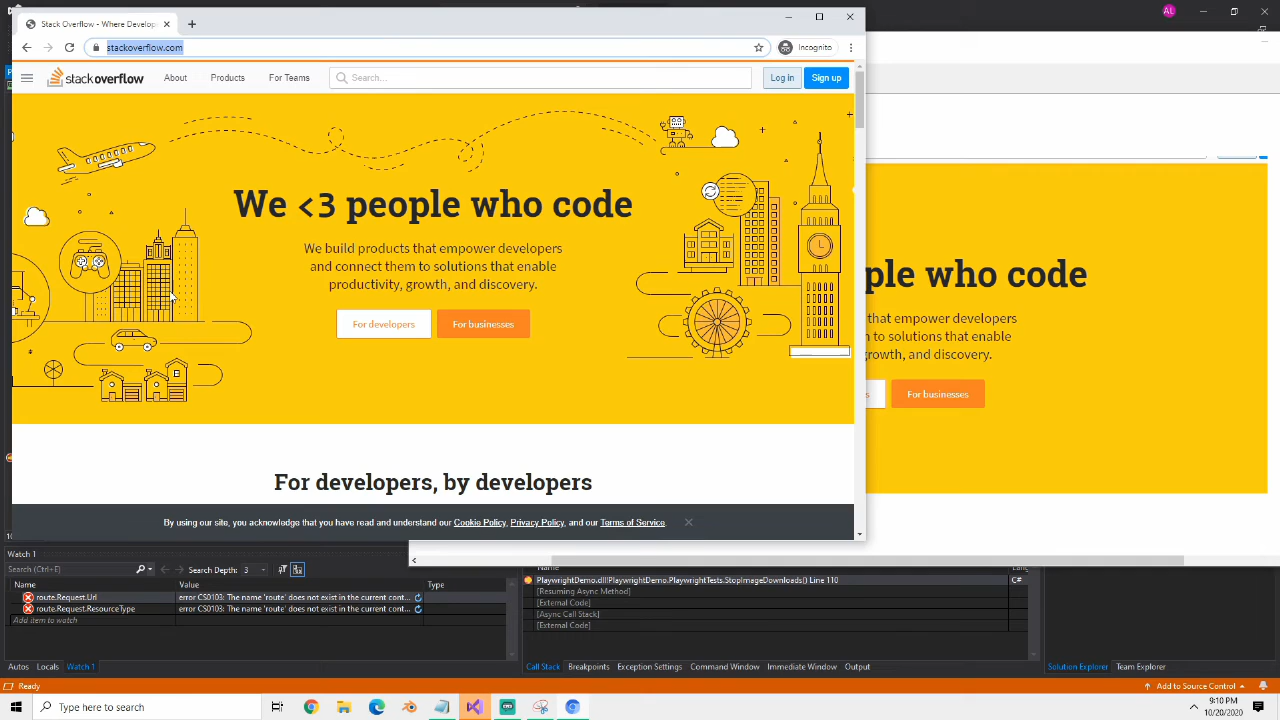 Stack Overflow - Where Develop
AL
stackoverflow.com
Incognito
stackoverflow
About
Products
For Teams
Search...
Log in
Sign up
We <3 people who code
We build products that empower developers
and connect them to solutions that enable
productivity, growth, and discovery.
For developers
For businesses
ple who code
that empower developers
to solutions that enable
rowth, and discovery.
s
For businesses
For developers, by developers
By using our site, you acknowledge that you have read and understand our Cookie Policy, Privacy Policy, and our Terms of Service.
Watch 1
Search (Ctrl+E)
Search Depth: 3
Name
Value
Type
route.Request.Url
error CS0103: The name 'route' does not exist in the current cont...
route.Request.ResourceType
error CS0103: The name 'route' does not exist in the current cont...
Add item to watch
Name
Lang
PlaywrightDemo.dll!PlaywrightDemo.PlaywrightTests.StopImageDownloads() Line 110
C#
[Resuming Async Method]
[External Code]
[Async Call Stack]
[External Code]
Autos
Locals
Watch 1
Call Stack
Breakpoints
Exception Settings
Command Window
Immediate Window
Output
Solution Explorer
Team Explorer
Ready
Add to Source Control
Type here to search
9:10 PM
10/20/2020